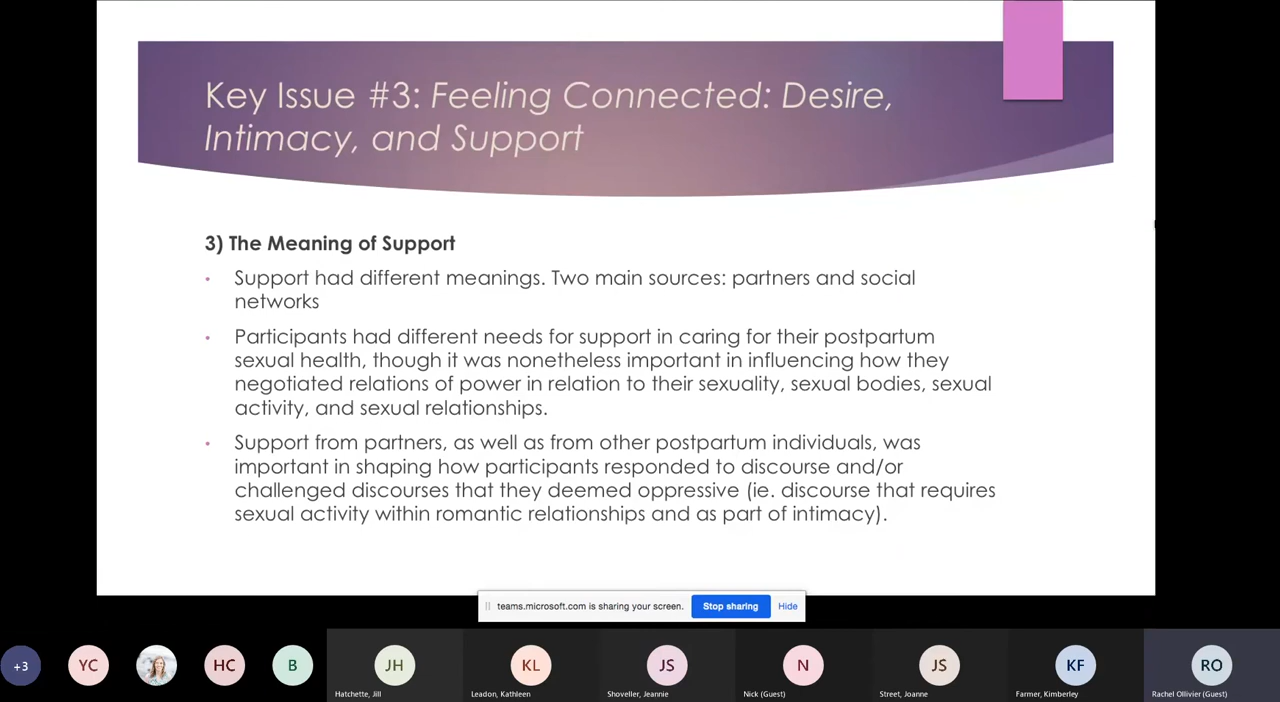 Key Issue #3: Feeling Connected: Desire,
Intimacy, and Support
3) The Meaning of Support
• Support had different meanings. Two main sources: partners and social
networks
• Participants had different needs for support in caring for their postpartum
sexual health, though it was nonetheless important in influencing how they
negotiated relations of power in relation to their sexuality, sexual bodies, sexual
activity, and sexual relationships.
• Support from partners, as well as from other postpartum individuals, was
important in shaping how participants responded to discourse and/or
challenged discourses that they deemed oppressive (ie. discourse that requires
sexual activity within romantic relationships and as part of intimacy).
teams.microsoft.com is sharing your screen. Stop sharing Hide
+3 YC HC B JH KL JS N JS KF RO
Hatchette, Jill Leadon, Kathleen Shoveller, Jeannie Nick (Guest) Street, Joanne Farmer, Kimberley Rachel Ollivier (Guest)